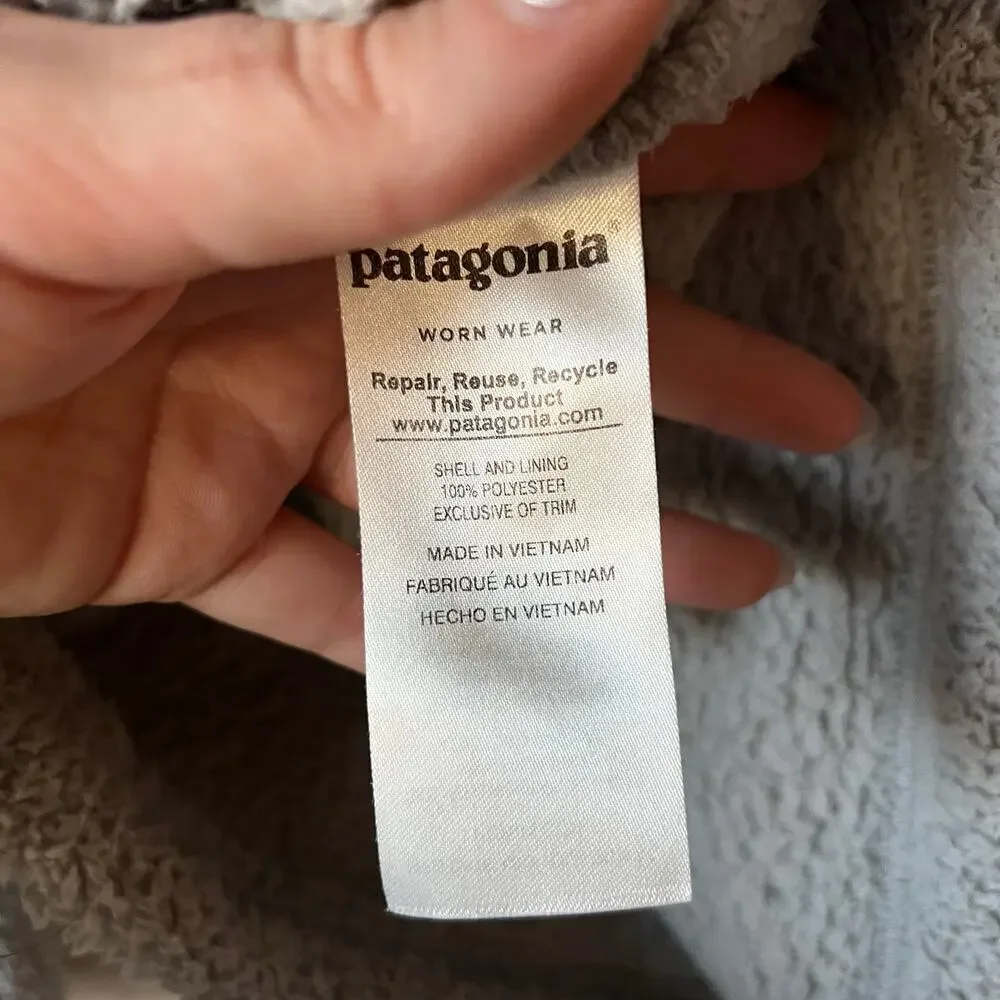 patagonia®
WORN WEAR
Repair, Reuse, Recycle
This Product
www.patagonia.com
SHELL AND LINING
100% POLYESTER
EXCLUSIVE OF TRIM
MADE IN VIETNAM
FABRIQUÉ AU VIETNAM
HECHO EN VIETNAM